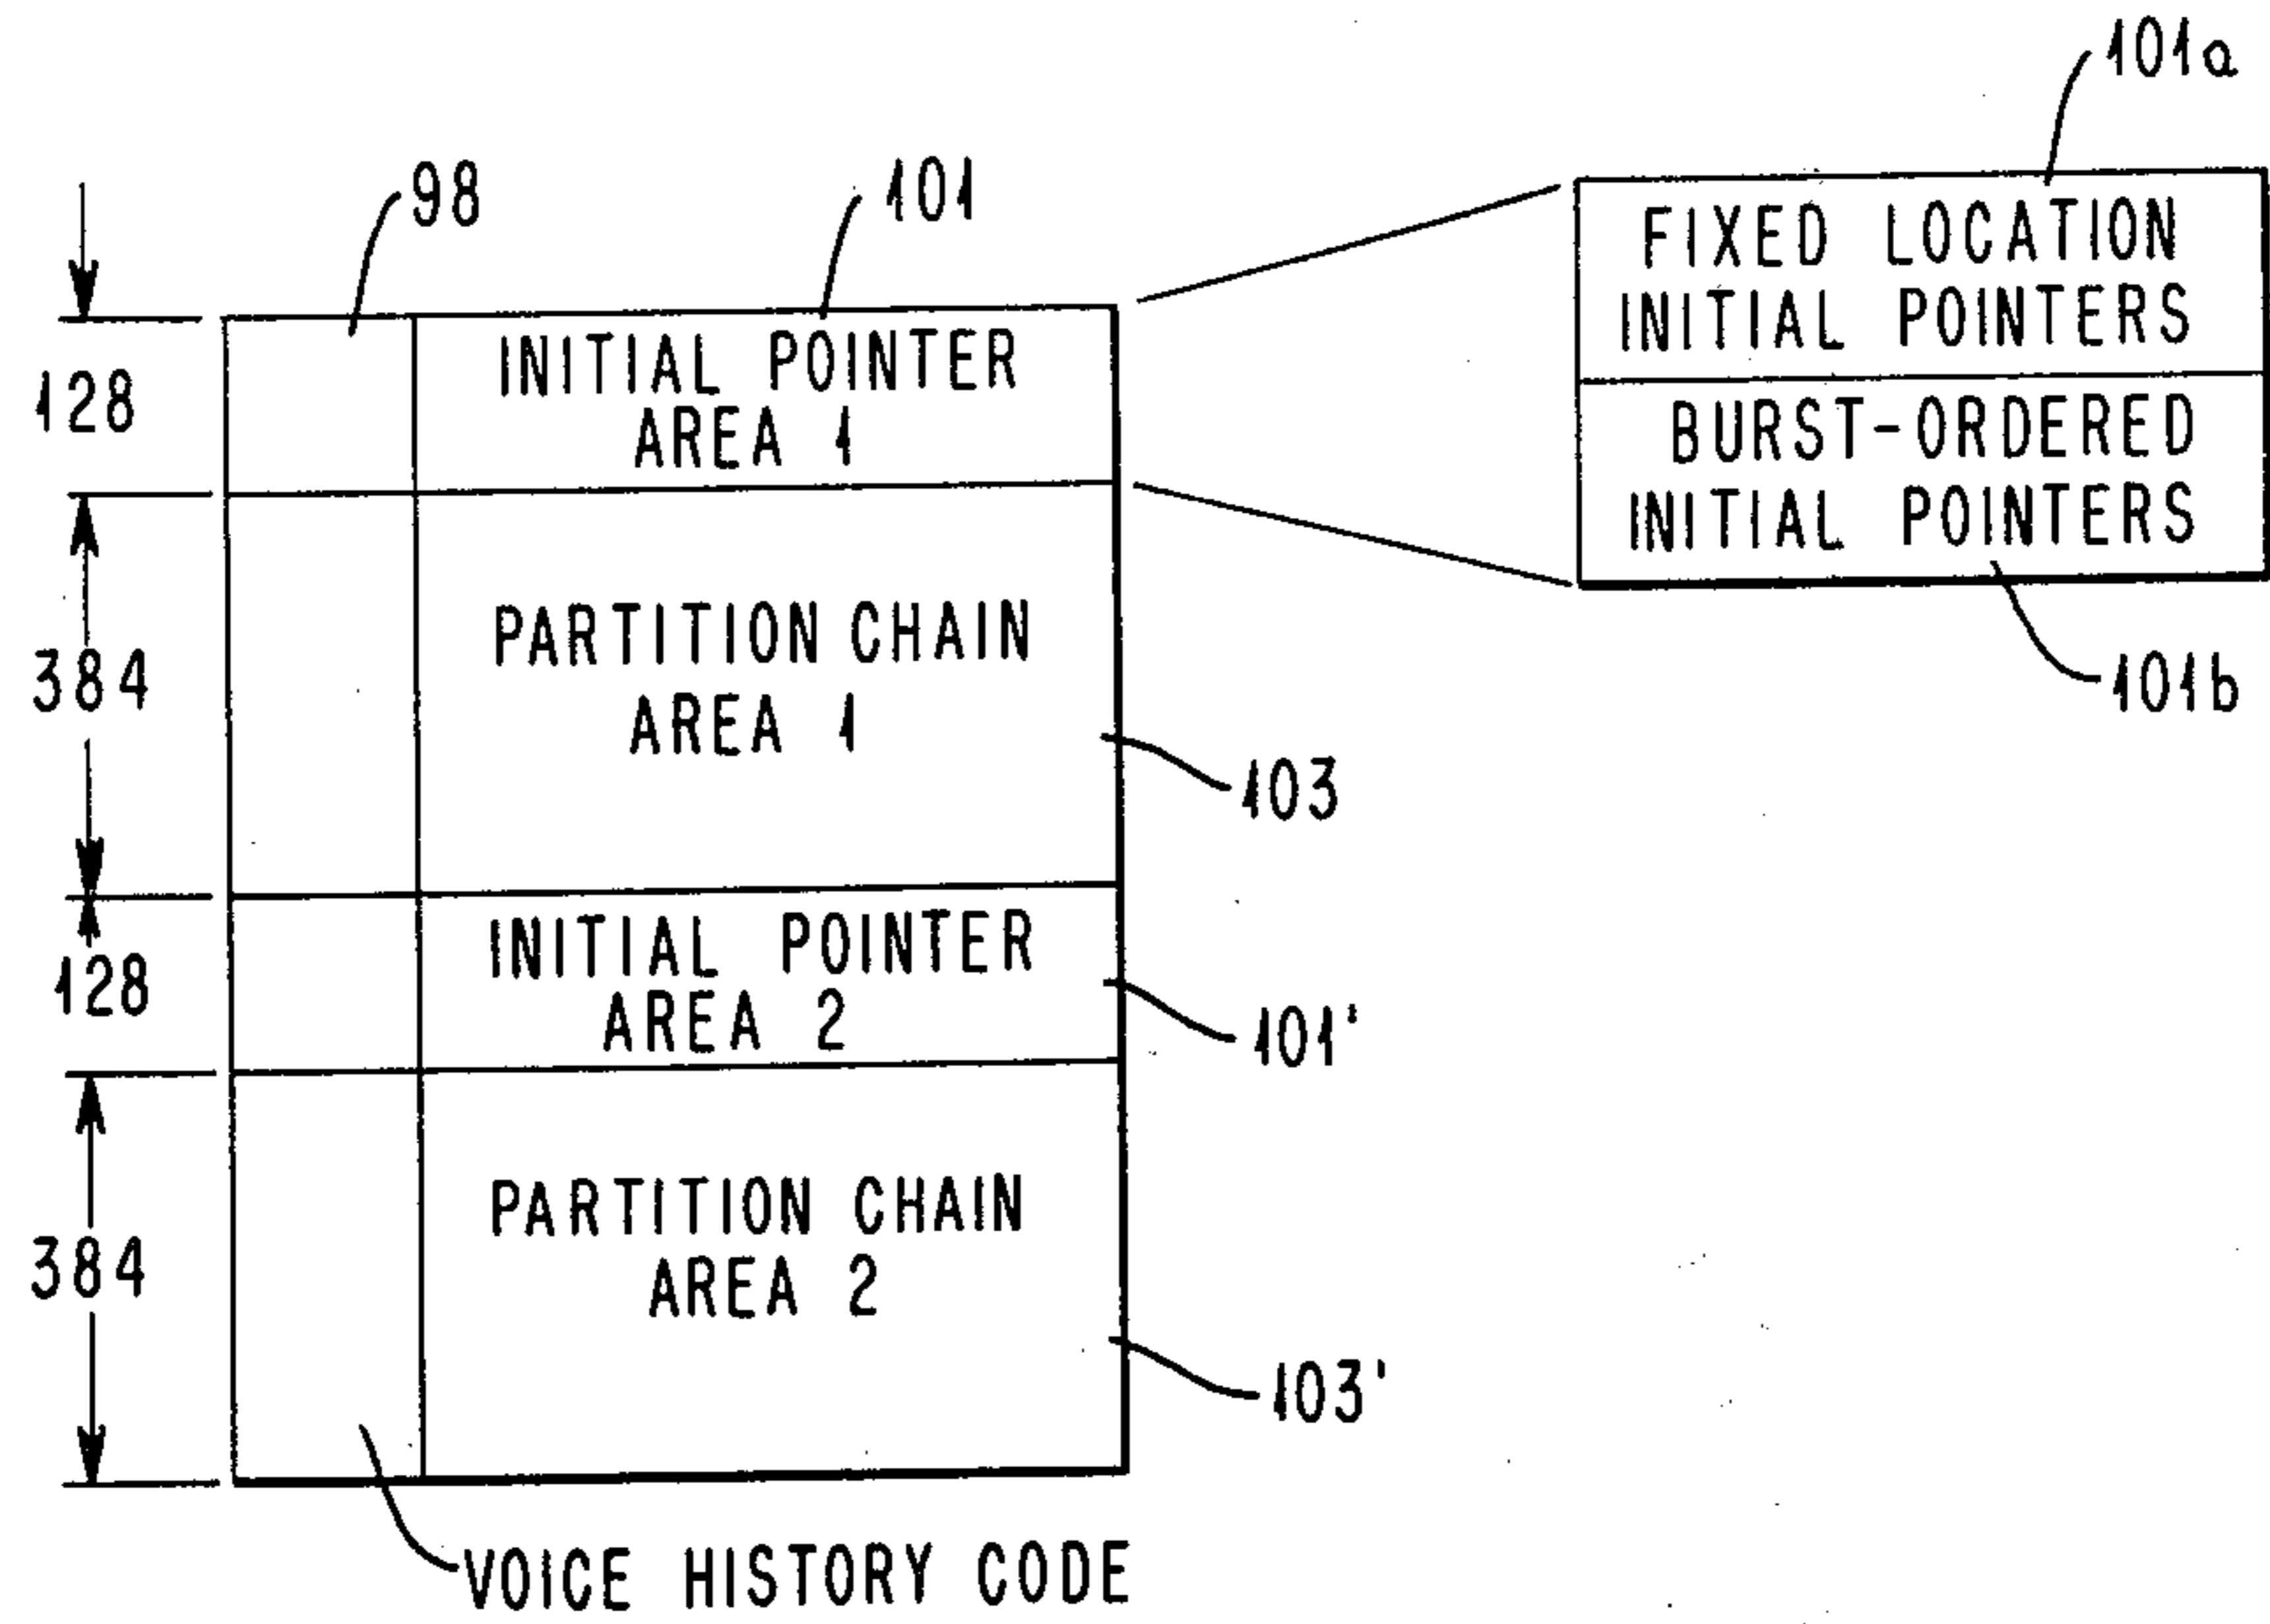 101a
98
101
FIXED LOCATION
INITIAL POINTERS
BURST-ORDERED
INITIAL POINTERS
101b
128
INITIAL POINTER
AREA 1
384
PARTITION CHAIN
AREA 1
103
128
INITIAL POINTER
AREA 2
101'
384
PARTITION CHAIN
AREA 2
103'
VOICE HISTORY CODE